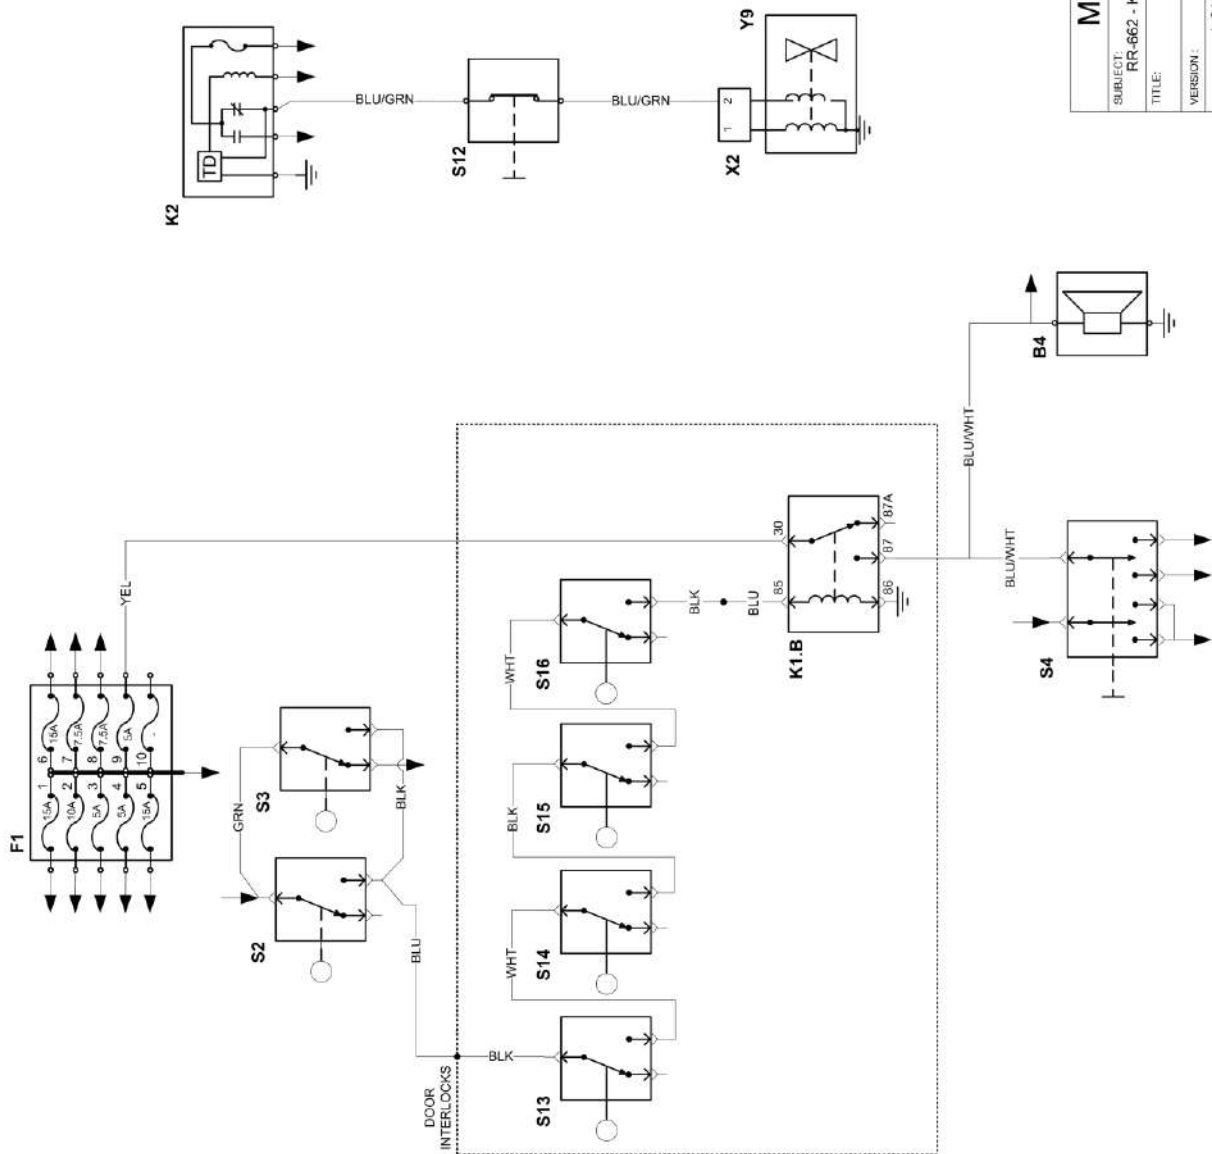 Y9
M
SUBJECT:
RR-662 - K
TITLE:
VERSION :
K2
TD
BLU/GRN
S12
BLU/GRN
X2
1
2
B4
BLU/WHT
BLU/WHT
S4
F1
15A
10A
5A
5A
15A
1
2
3
4
5
6
7
8
9
10
15A
7.5A
7.5A
5A
-
YEL
GRN
S3
BLK
S2
BLU
DOOR
INTERLOCKS
BLK
S13
WHT
S14
BLK
S15
WHT
S16
BLK
BLU
30
85
86
87
87A
K1.B